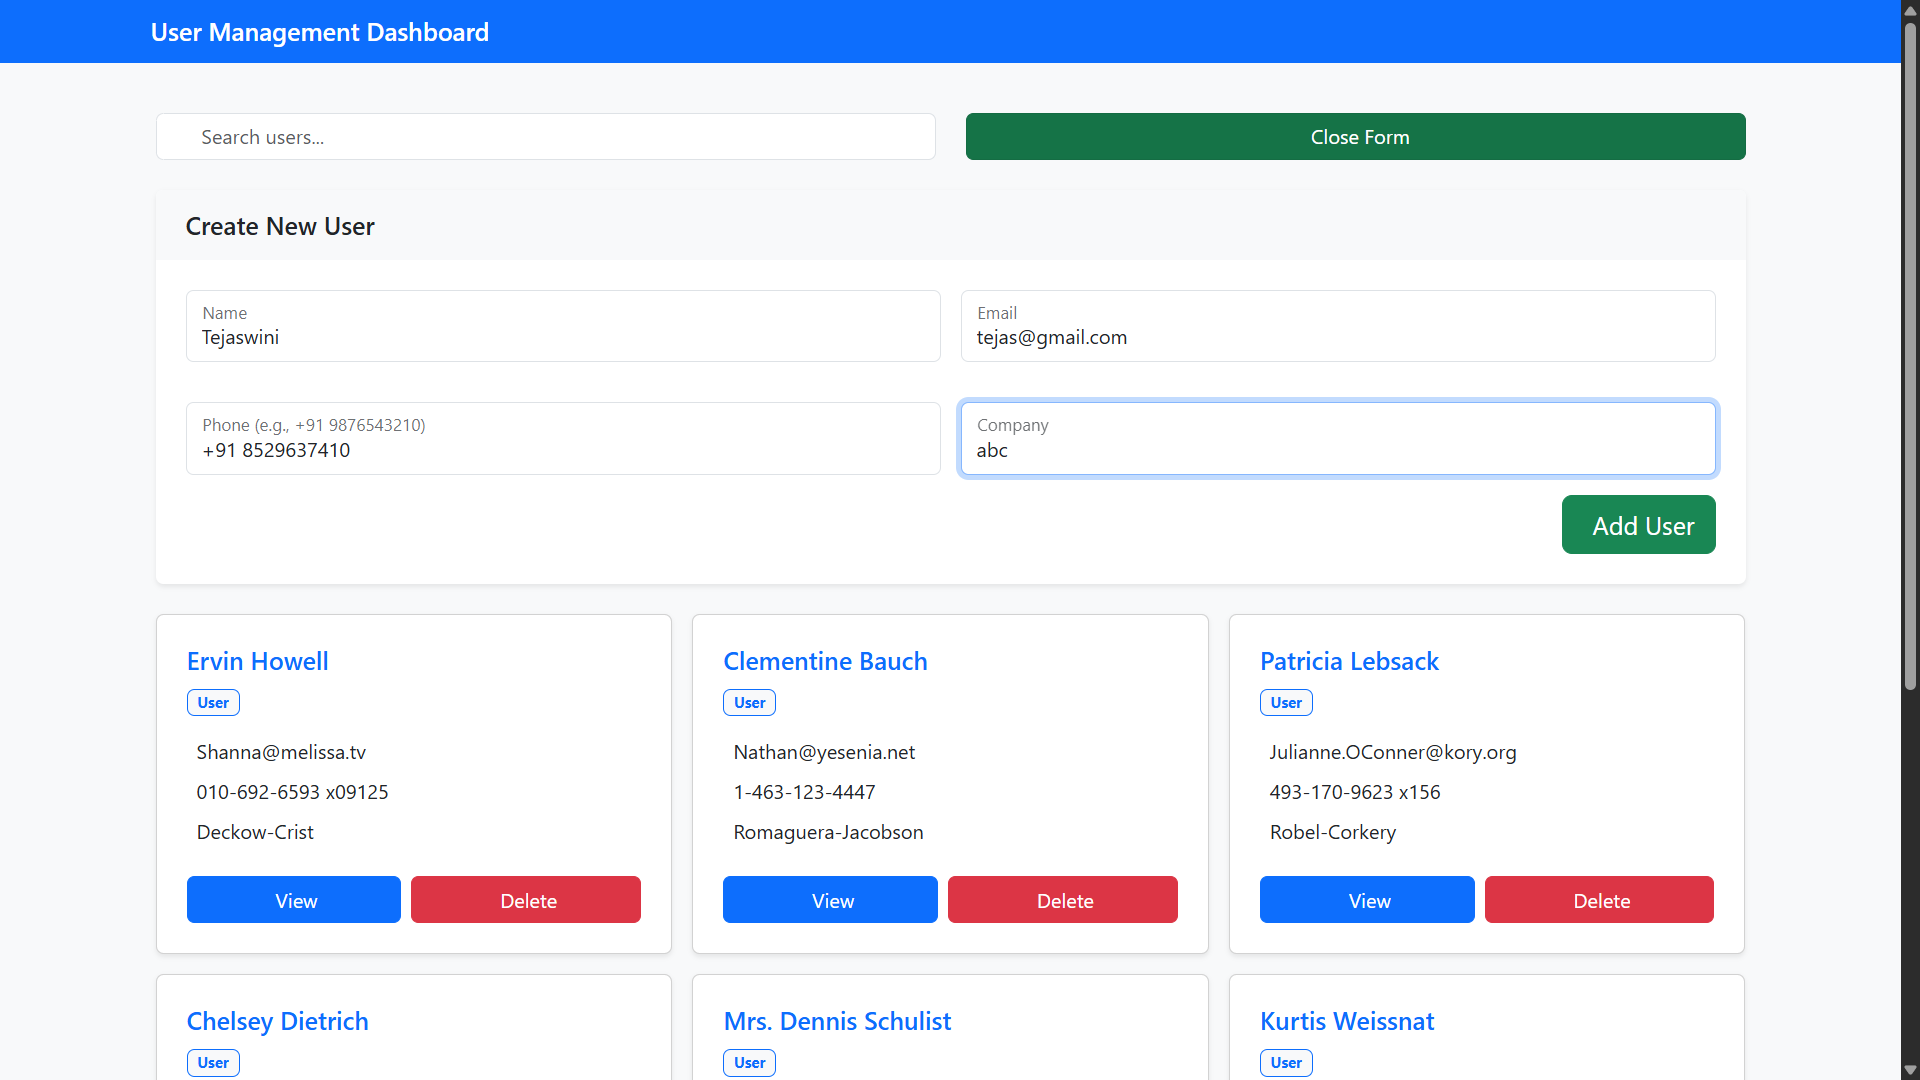 User Management Dashboard
Search users...
Close Form
Create New User
Name
Tejaswini
Email
tejas@gmail.com
Phone (e.g., +91 9876543210)
+91 8529637410
Company
abc
Add User
Ervin Howell
User
Shanna@melissa.tv
010-692-6593 x09125
Deckow-Crist
View
Delete
Clementine Bauch
User
Nathan@yesenia.net
1-463-123-4447
Romaguera-Jacobson
View
Delete
Patricia Lebsack
User
Julianne.OConner@kory.org
493-170-9623 x156
Robel-Corkery
View
Delete
Chelsey Dietrich
User
Mrs. Dennis Schulist
User
Kurtis Weissnat
User